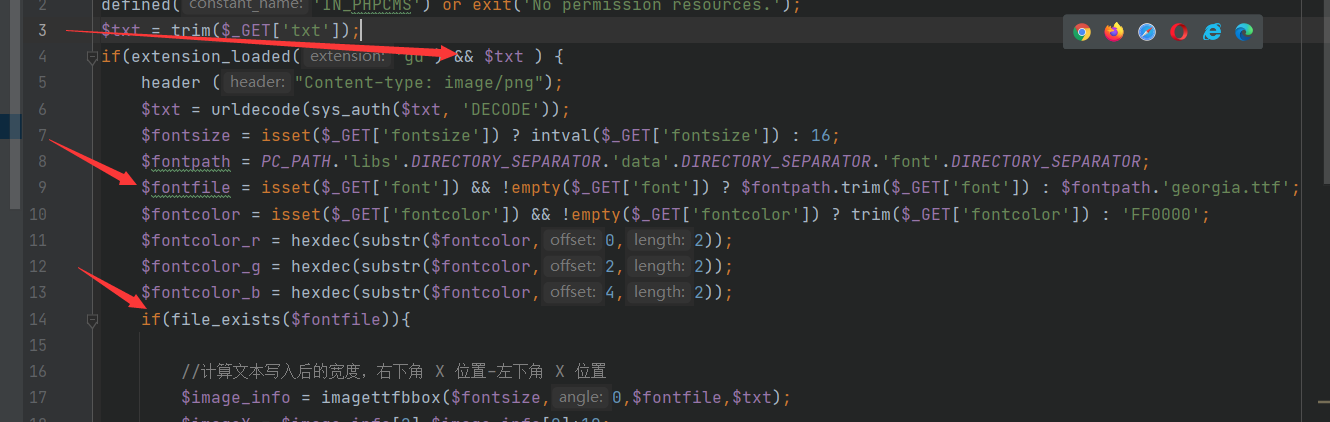 2 defined( constant_name: 'IN_PHPCMS') or exit('No permission resources.');
3 $txt = trim($_GET['txt']);
4 if(extension_loaded( extension: 'gd') && $txt ) {
5 header ( header: "Content-type: image/png");
6 $txt = urldecode(sys_auth($txt, 'DECODE'));
7 $fontsize = isset($_GET['fontsize']) ? intval($_GET['fontsize']) : 16;
8 $fontpath = PC_PATH.'libs'.DIRECTORY_SEPARATOR.'data'.DIRECTORY_SEPARATOR.'font'.DIRECTORY_SEPARATOR;
9 $fontfile = isset($_GET['font']) && !empty($_GET['font']) ? $fontpath.trim($_GET['font']) : $fontpath.'georgia.ttf';
10 $fontcolor = isset($_GET['fontcolor']) && !empty($_GET['fontcolor']) ? trim($_GET['fontcolor']) : 'FF0000';
11 $fontcolor_r = hexdec(substr($fontcolor, offset: 0, length: 2));
12 $fontcolor_g = hexdec(substr($fontcolor, offset: 2, length: 2));
13 $fontcolor_b = hexdec(substr($fontcolor, offset: 4, length: 2));
14 if(file_exists($fontfile)){
15
16 //计算文本写入后的宽度，右下角 X 位置-左下角 X 位置
17 $image_info = imagettfbbox($fontsize, angle: 0,$fontfile,$txt);